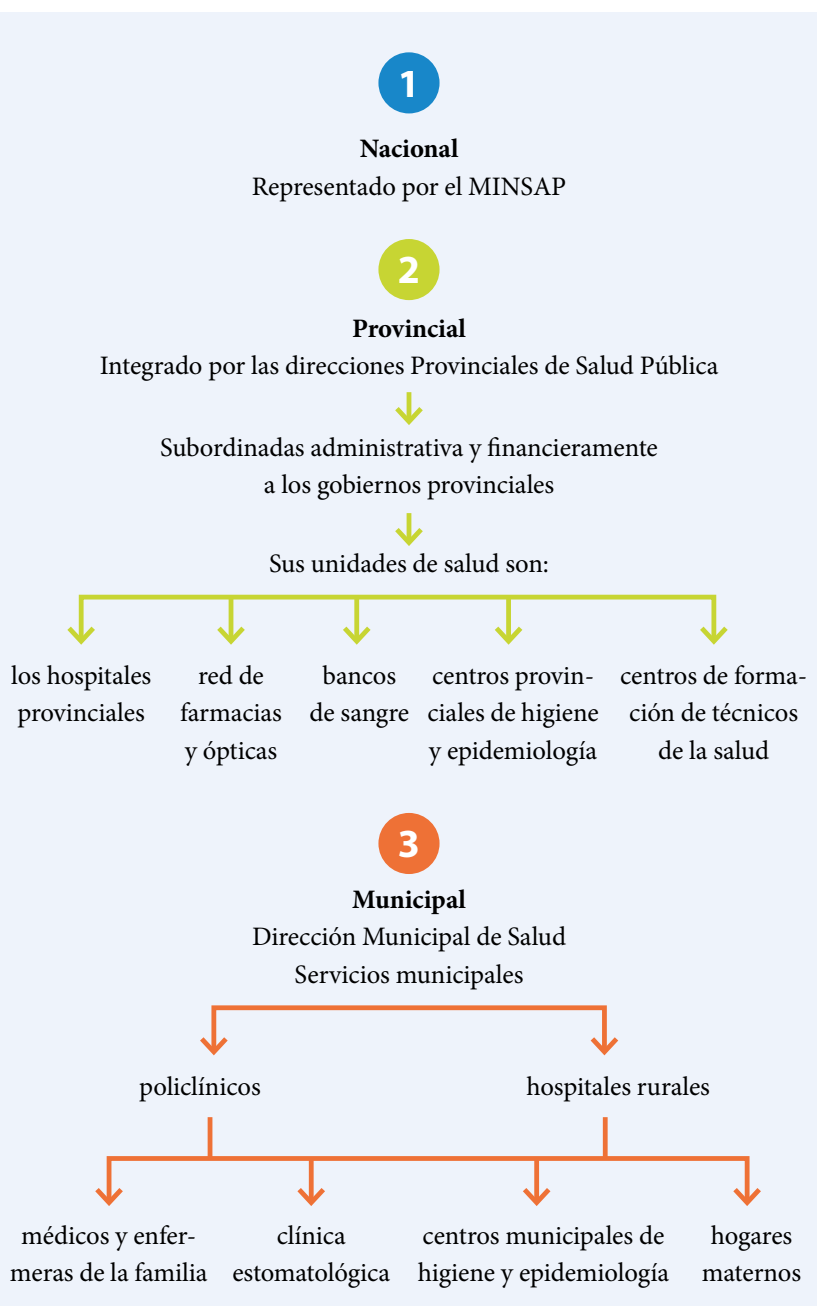 1
Nacional
Representado por el MINSAP
2
Provincial
Integrado por las direciones Provinciales de Salud Pública
Subordinadas administrativa y financieramente
a los gobiernos provinciales
Sus unidades de salud son:
los hospitales
provinciales
red de
farmacias
y ópticas
bancos
de sangre
centros provin-
ciales de higiene
y epidemiología
centros de forma-
ción de técnicos
de la salud
3
Municipal
Dirección Municipal de Salud
Servicios municipales
policlínicos
hospitales rurales
médicos y enfer-
meras de la familia
clínica
estomatológica
centros municipales de
higiene y epidemiología
hogares
maternos